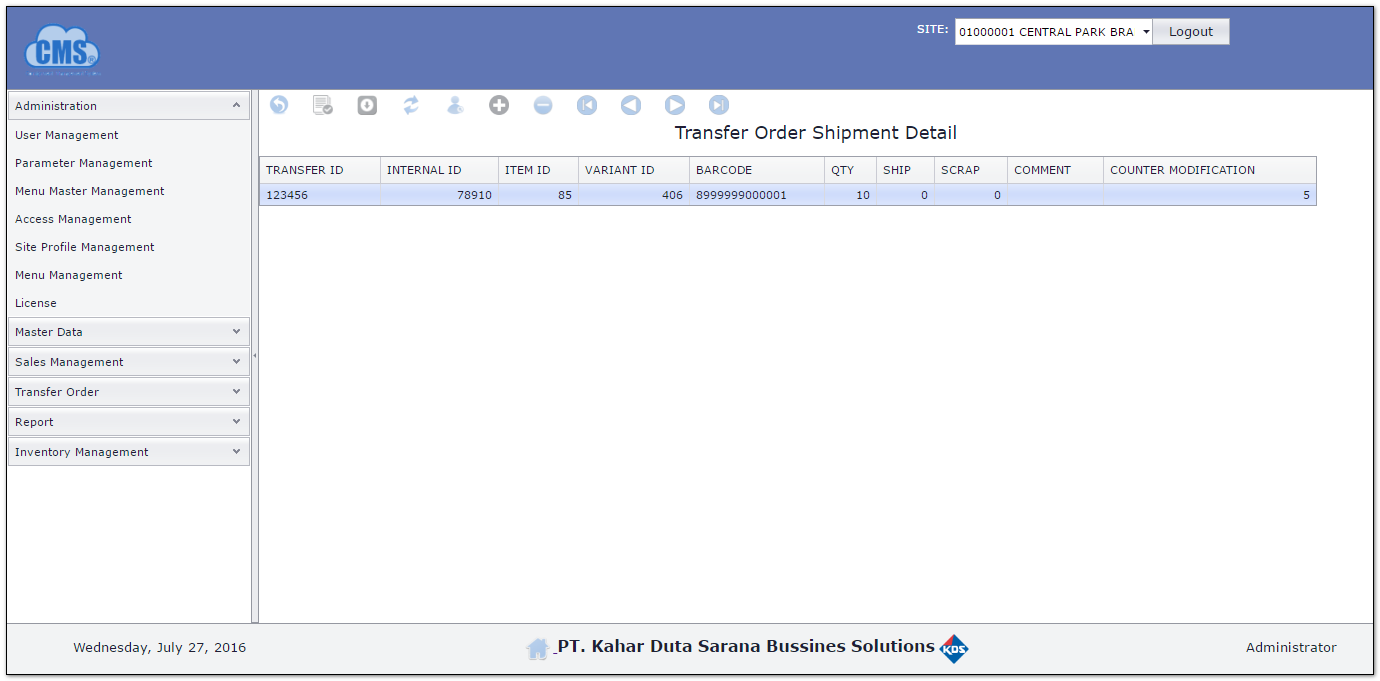 CMS®
SITE: 01000001 CENTRAL PARK BRA Logout
Administration
User Management
Parameter Management
Menu Master Management
Access Management
Site Profile Management
Menu Management
License
Master Data
Sales Management
Transfer Order
Report
Inventory Management
Transfer Order Shipment Detail
TRANSFER ID INTERNAL ID ITEM ID VARIANT ID BARCODE QTY SHIP SCRAP COMMENT COUNTER MODIFICATION
123456 78910 85 406 8999999000001 10 0 0 5
Wednesday, July 27, 2016
PT. Kahar Duta Sarana Bussines Solutions KDS
Administrator